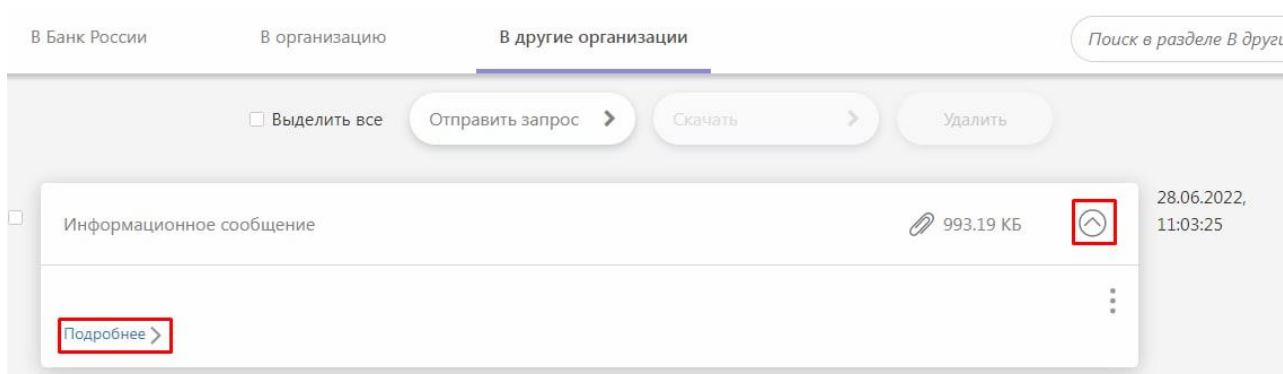 В Банк России В организацию В другие организации Поиск в разделе В друг
Выделить все Отправить запрос Скачать Удалить
Информационное сообщение 993.19 КБ 28.06.2022,
11:03:25
Подробнее